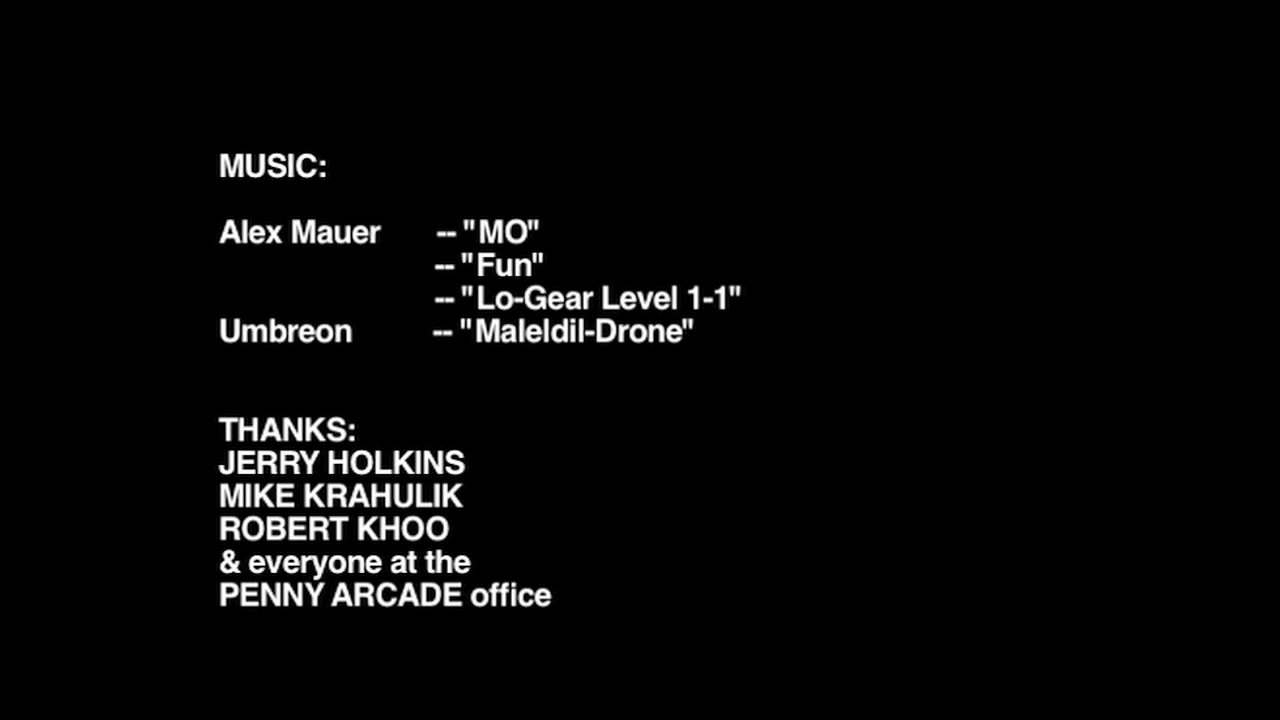 MUSIC:
Alex Mauer -- "MO"
-- "Fun"
-- "Lo-Gear Level 1-1"
Umbreon -- "Maleldil-Drone"
THANKS:
JERRY HOLKINS
MIKE KRAHULIK
ROBERT KHOO
& everyone at the
PENNY ARCADE office